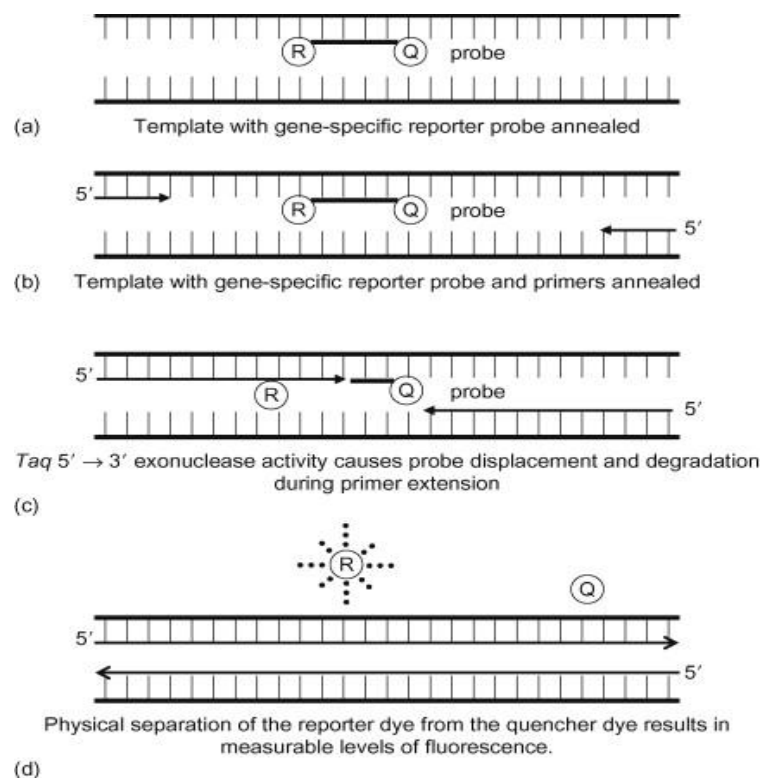 R Q probe
(a) Template with gene-specific reporter probe annealed
5′ R Q probe 5′
(b) Template with gene-specific reporter probe and primers annealed
5′ R Q probe 5′
Taq 5′ → 3′ exonuclease activity causes probe displacement and degradation
during primer extension
(c)
R Q
5′
5′
Physical separation of the reporter dye from the quencher dye results in
measurable levels of fluorescence.
(d)